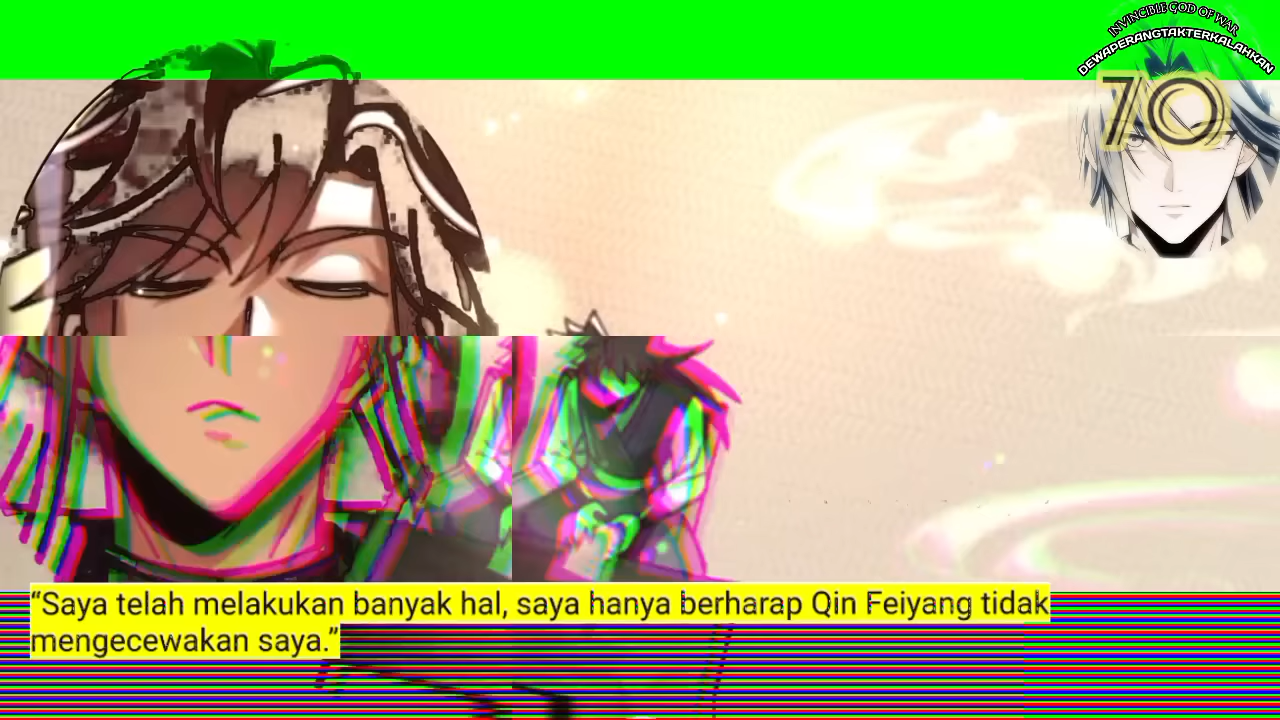 INVINCIBLE GOD OF WAR
DEWAPERANGTAKTERKALAHKAN
70
“Saya telah melakukan banyak hal, saya hanya berharap Qin Feiyang tidak
mengecewakan saya.”